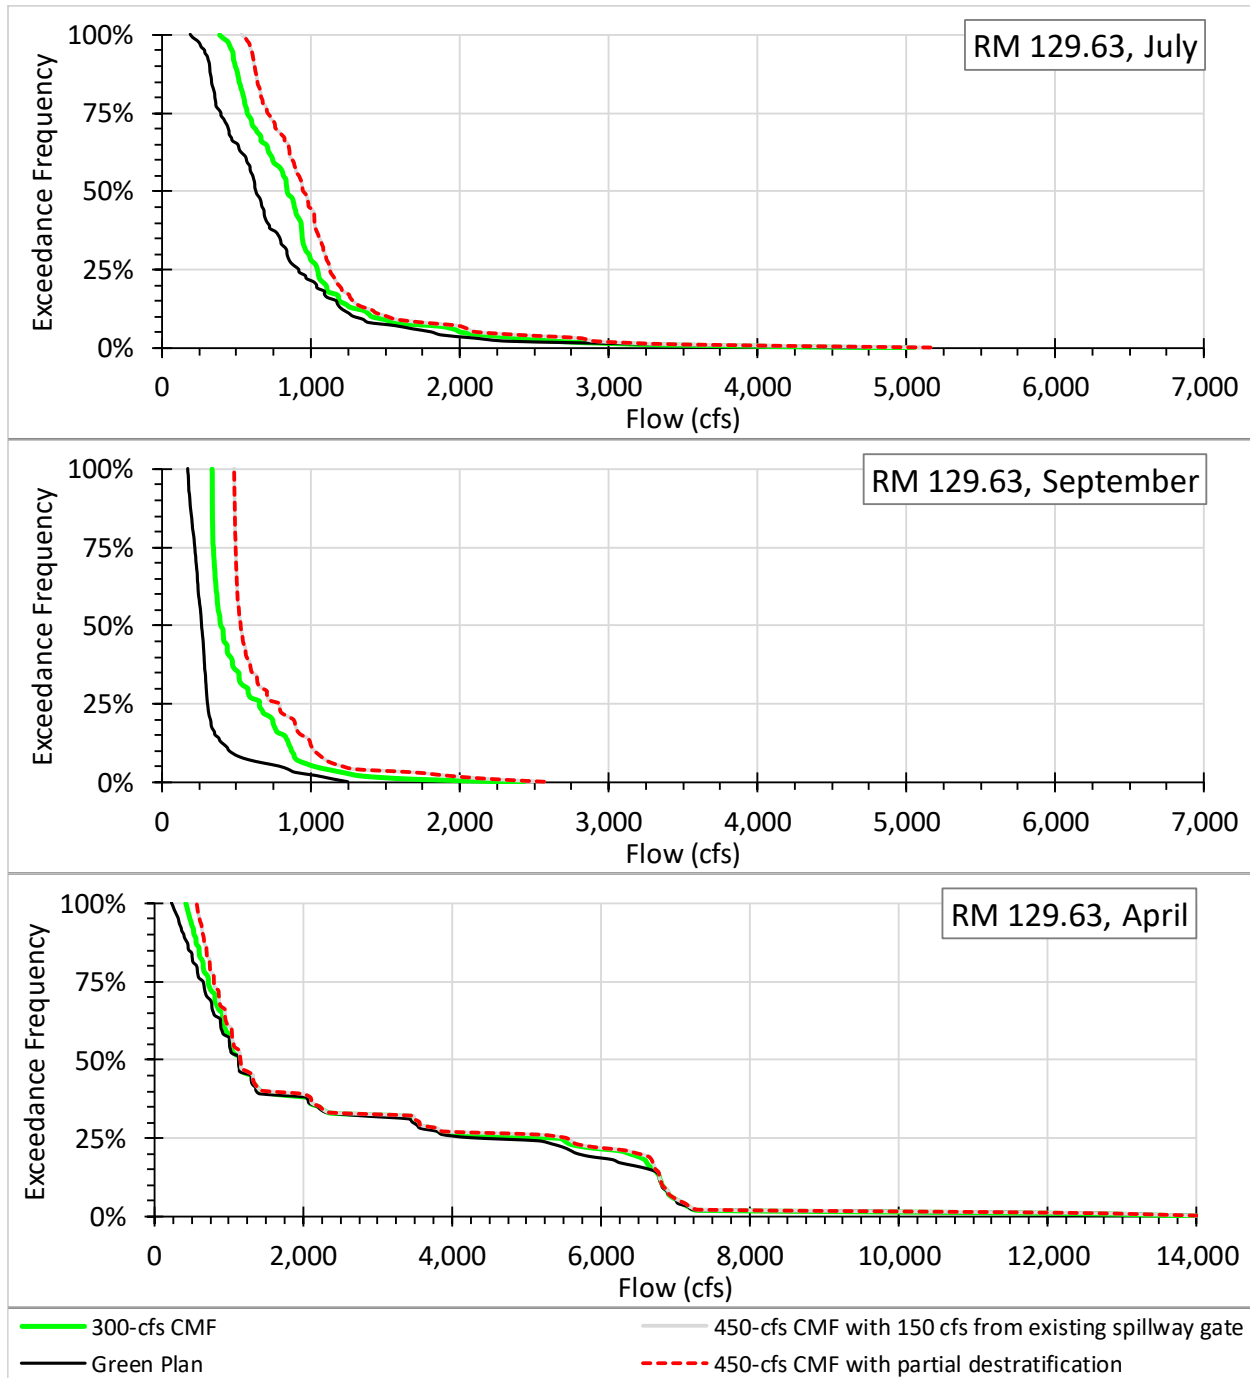 RM 129.63, July
Exceedance Frequency
100%
75%
50%
25%
0%
0 1,000 2,000 3,000 4,000 5,000 6,000 7,000
Flow (cfs)
RM 129.63, September
Exceedance Frequency
100%
75%
50%
25%
0%
0 1,000 2,000 3,000 4,000 5,000 6,000 7,000
Flow (cfs)
RM 129.63, April
Exceedance Frequency
100%
75%
50%
25%
0%
0 2,000 4,000 6,000 8,000 10,000 12,000 14,000
Flow (cfs)
300-cfs CMF 450-cfs CMF with 150 cfs from existing spillway gate
Green Plan 450-cfs CMF with partial destratification